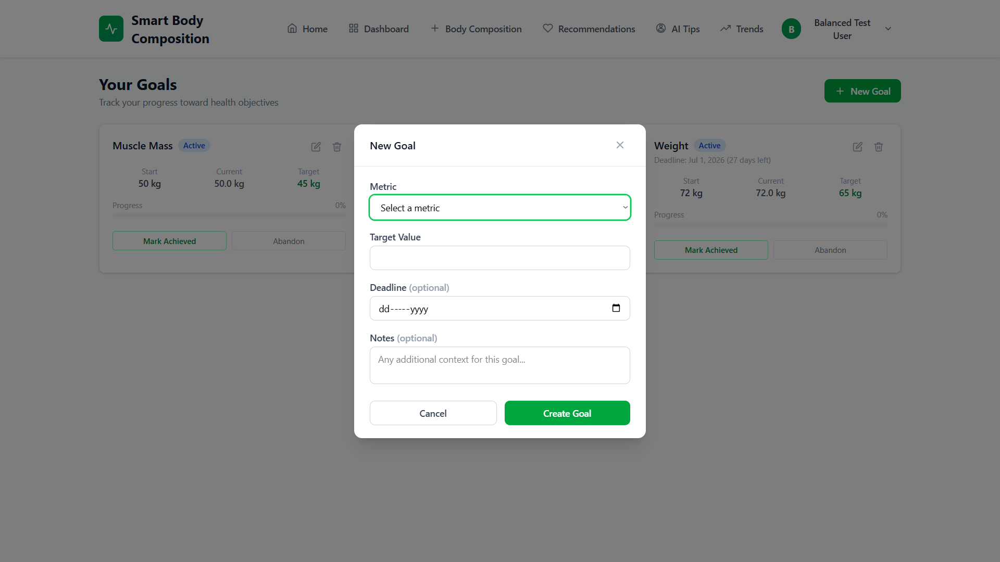 Smart Body
Composition
Home
Dashboard
Body Composition
Recommendations
AI Tips
Trends
B
Balanced Test
User
Your Goals
Track your progress toward health objectives
New Goal
Muscle Mass
Active
Start
Current
Target
50 kg
50.0 kg
45 kg
Progress
0%
Mark Achieved
Abandon
New Goal
Metric
Select a metric
Target Value
Deadline (optional)
dd-----yyyy
Notes (optional)
Any additional context for this goal...
Cancel
Create Goal
Weight
Active
Deadline: Jul 1, 2026 (27 days left)
Start
Current
Target
72 kg
72.0 kg
65 kg
Progress
0%
Mark Achieved
Abandon